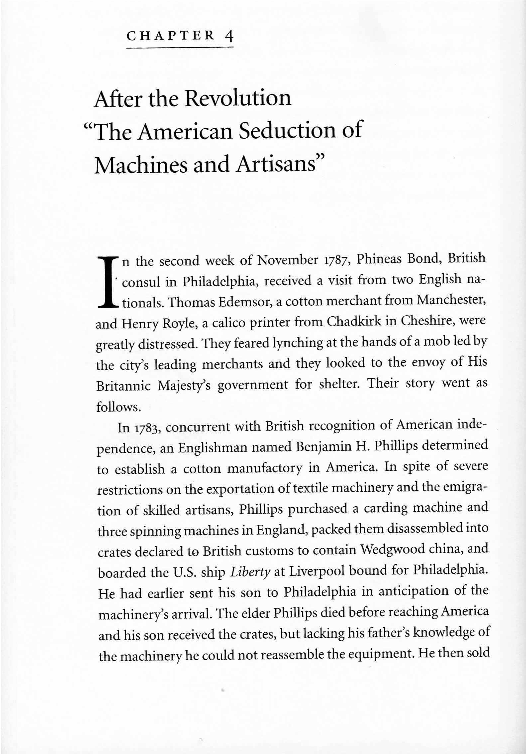 CHAPTER 4
After the Revolution
“The American Seduction of
Machines and Artisans”
In the second week of November 1787, Phineas Bond, British
consul in Philadelphia, received a visit from two English na-
tionals. Thomas Edemsor, a cotton merchant from Manchester,
and Henry Royle, a calico printer from Chadkirk in Cheshire, were
greatly distressed. They feared lynching at the hands of a mob led by
the city’s leading merchants and they looked to the envoy of His
Britannic Majesty’s government for shelter. Their story went as
follows.
In 1783, concurrent with British recognition of American inde-
pendence, an Englishman named Benjamin H. Phillips determined
to establish a cotton manufactory in America. In spite of severe
restrictions on the exportation of textile machinery and the emigra-
tion of skilled artisans, Phillips purchased a carding machine and
three spinning machines in England, packed them disassembled into
crates declared to British customs to contain Wedgwood china, and
boarded the U.S. ship Liberty at Liverpool bound for Philadelphia.
He had earlier sent his son to Philadelphia in anticipation of the
machinery’s arrival. The elder Phillips died before reaching America
and his son received the crates, but lacking his father’s knowledge of
the machinery he could not reassemble the equipment. He then sold